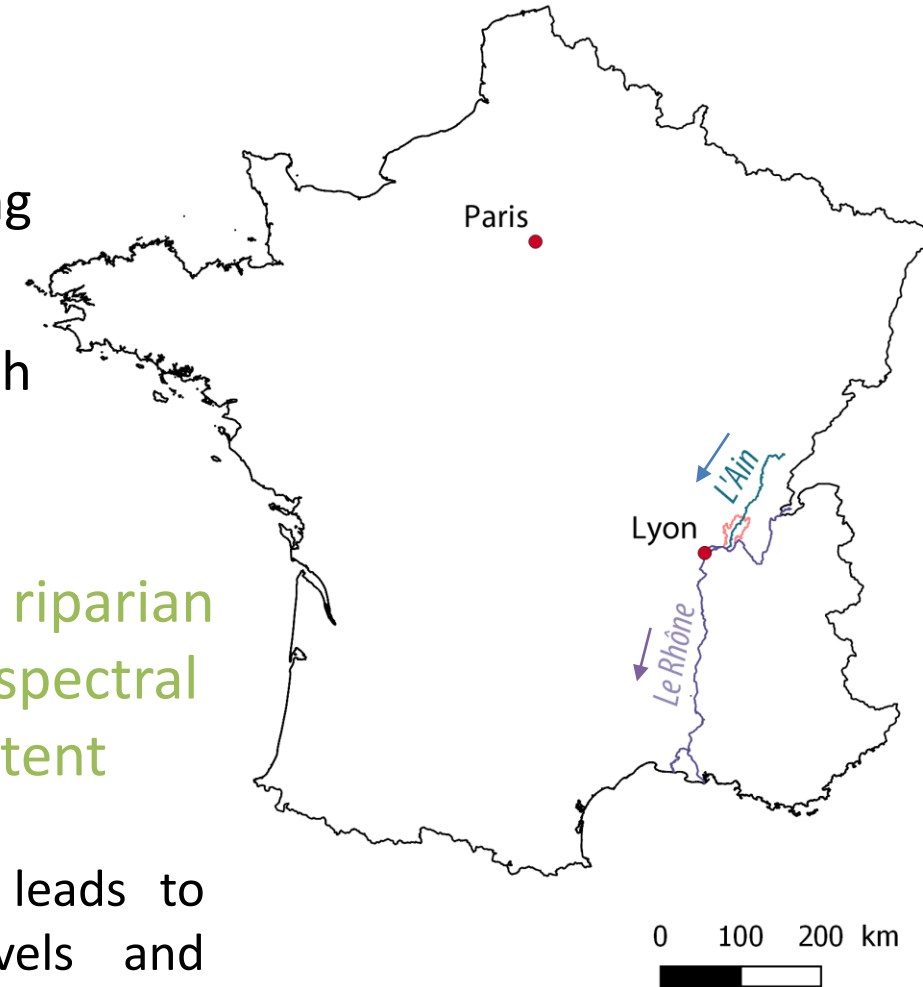 g
h
riparian
spectral
tent
leads to
vels and
Paris
L'Ain
Lyon
Le Rhône
0 100 200 km